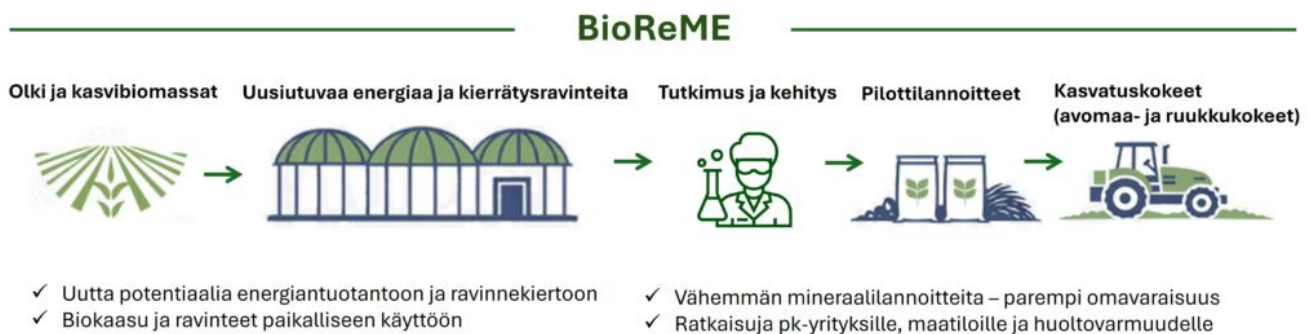 BioReME
Olki ja kasvibiomassat
Uusiutuvaa energiaa ja kierrätysravinteita
Tutkimus ja kehitys
Pilottilannoitteet
Kasvatuskokeet
(avomaa- ja ruukkukokeet)
✓ Uutta potentiaalia energiantuotantoon ja ravinnekiertoon
✓ Biokaasu ja ravinteet paikalliseen käyttöön
✓ Vähemmän mineraalilannoitteita – parempi omavaraisuus
✓ Ratkaisuja pk-yrityksille, maatiloille ja huoltovarmuudelle